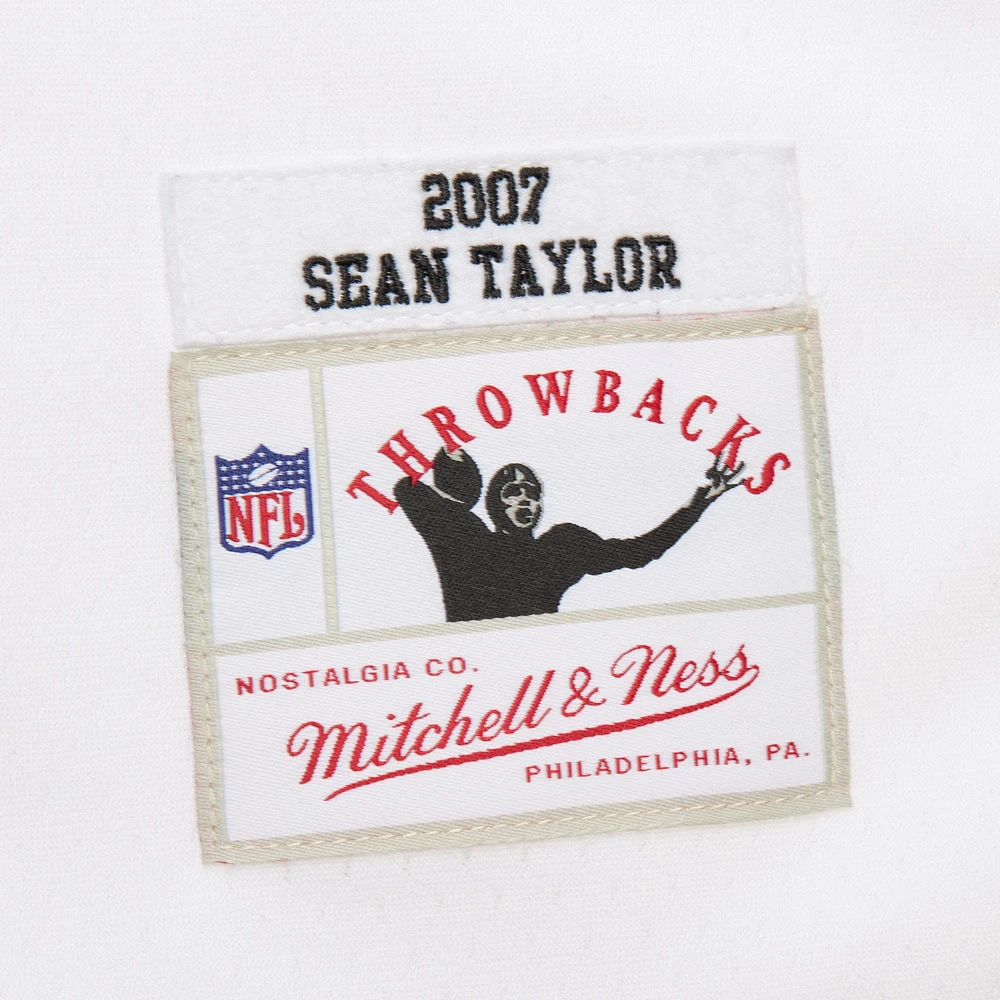 2007
SEAN TAYLOR
THROWBACKS
NFL
NOSTALGIA CO.
Mitchell & Ness
PHILADELPHIA, PA.